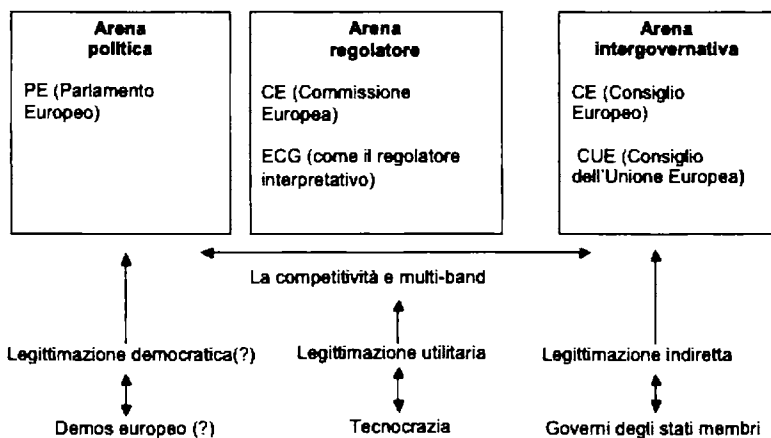 Arena
politica
PE (Parlamento
Europeo)
Arena
regolatore
CE (Commissione
Europea)
ECG (come il regolatore
interpretativo)
Arena
intergovernativa
CE (Consiglio
Europeo)
CUE (Consiglio
dell'Unione Europea)
La competitività e multi-band
Legittimazione democratica(?)
Legittimazione utilitaria
Legittimazione indiretta
Demos europeo (?)
Tecnocrazia
Governi degli stati membri